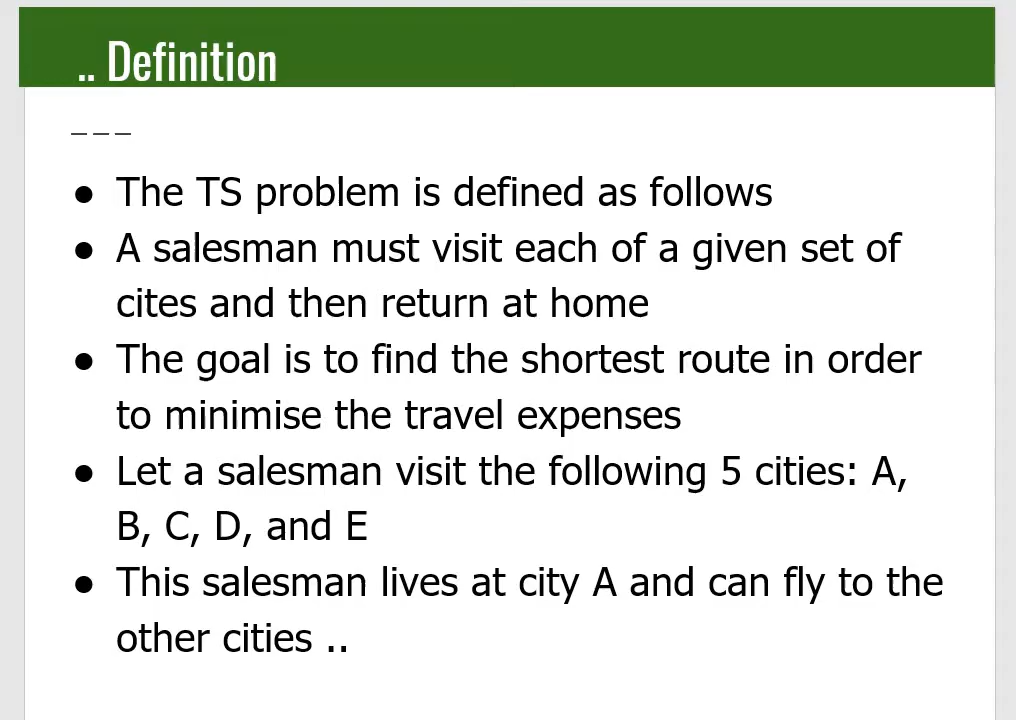 .. Definition
– – –
● The TS problem is defined as follows
● A salesman must visit each of a given set of
cites and then return at home
● The goal is to find the shortest route in order
to minimise the travel expenses
● Let a salesman visit the following 5 cities: A,
B, C, D, and E
● This salesman lives at city A and can fly to the
other cities ..